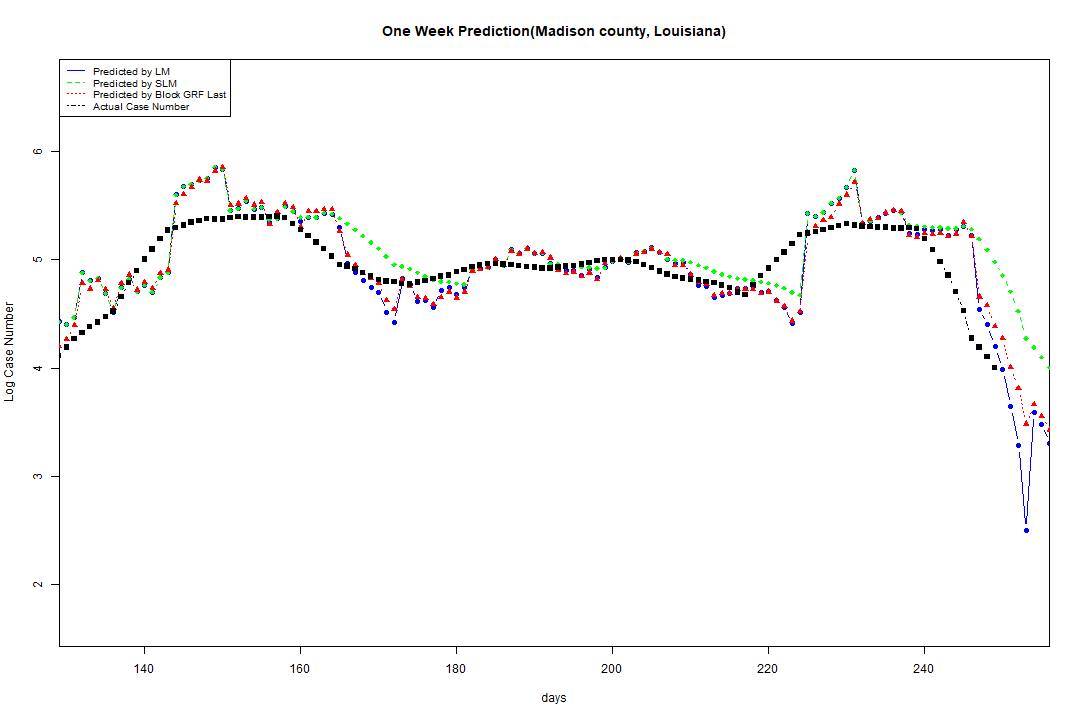 One Week Prediction(Madison county, Louisiana)
Predicted by LM
Predicted by SLM
Predicted by Block GRF Last
Actual Case Number
6
5
4
3
2
Log Case Number
140 160 180 200 220 240
days